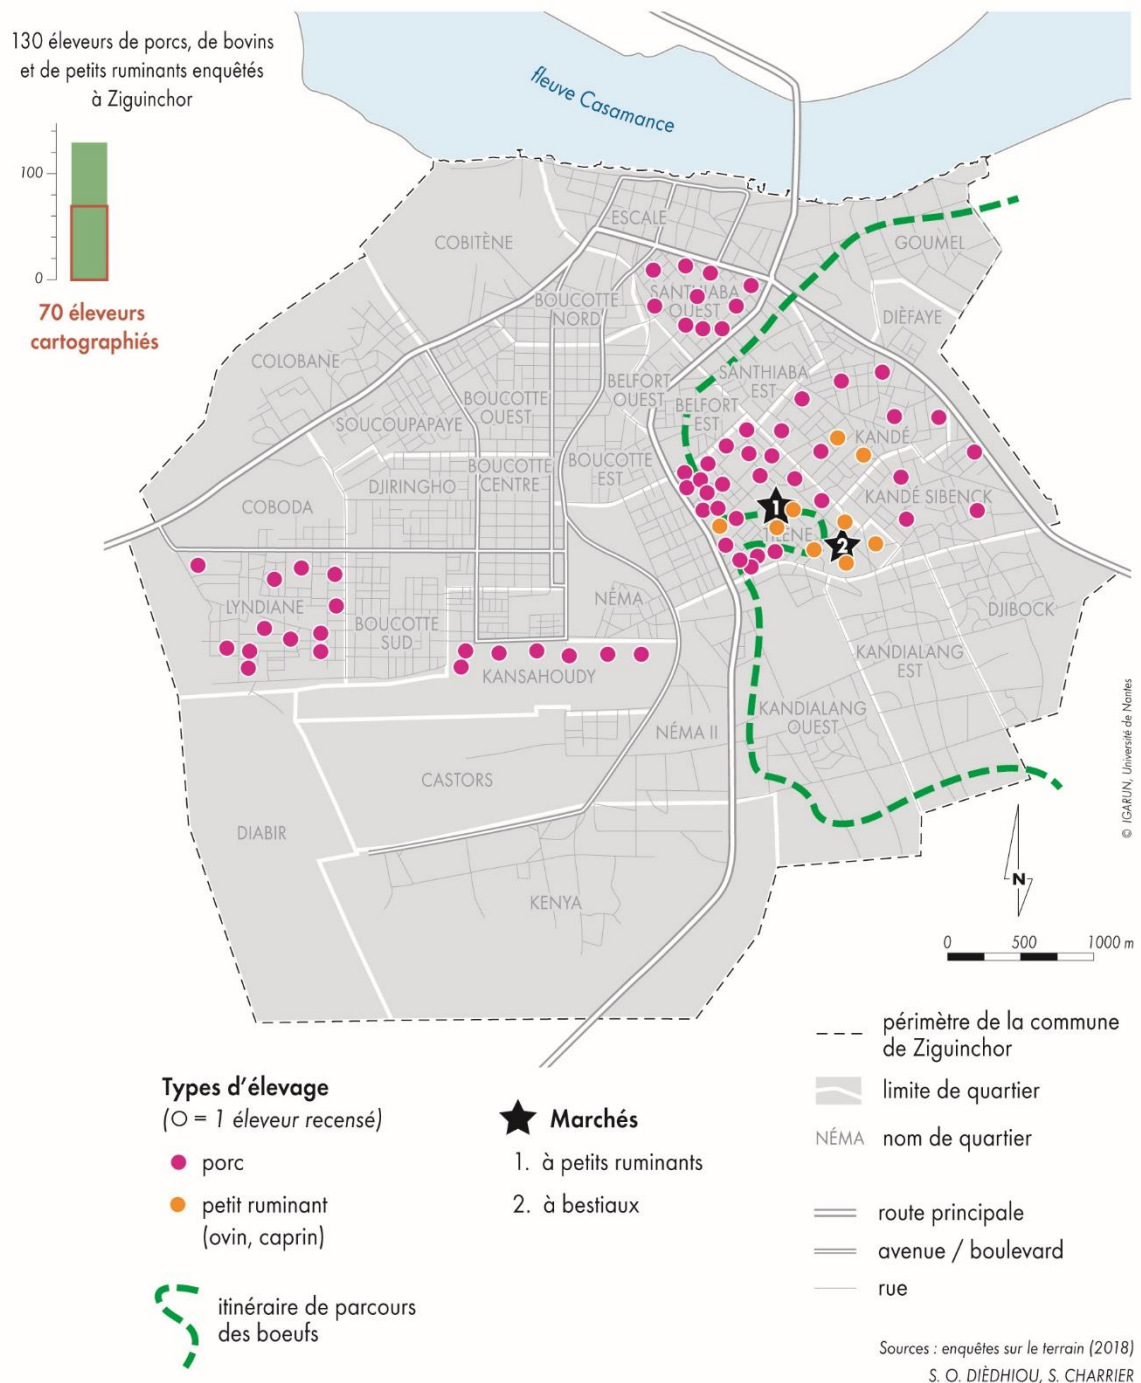 130 éleveurs de porcs, de bovins
et de petits ruminants enquêtés
à Ziguinchor
100
0
70 éleveurs
cartographiés
fleuve Casamance
ESCALE
COBITÈNE
GOUMEL
SANTHIABA
OUEST
BOUCOTTE
NORD
DIÈFAYE
COLOBANE
SANTHIABA
EST
BELFORT
OUEST
BELFORT
EST
BOUCOTTE
OUEST
SOUCOUPAPAYE
KANDÉ
BOUCOTTE
CENTRE
BOUCOTTE
EST
DJIRINGHO
KANDÉ SIBENCK
COBODA
1
TILÈNE
2
LYNDIANE
BOUCOTTE
SUD
NÉMA
DJIBOCK
KANDIALANG
EST
KANSAHOUDY
KANDIALANG
OUEST
NÉMA II
CASTORS
DIABIR
KENYA
© IGARUN, Université de Nantes
N
0 500 1000 m
Types d'élevage
(O = 1 éleveur recensé)
porc
petit ruminant
(ovin, caprin)
itinéraire de parcours
des boeufs
Marchés
1. à petits ruminants
2. à bestiaux
périmètre de la commune
de Ziguinchor
limite de quartier
NÉMA nom de quartier
route principale
avenue / boulevard
rue
Sources : enquêtes sur le terrain (2018)
S. O. DIÈDHIOU, S. CHARRIER